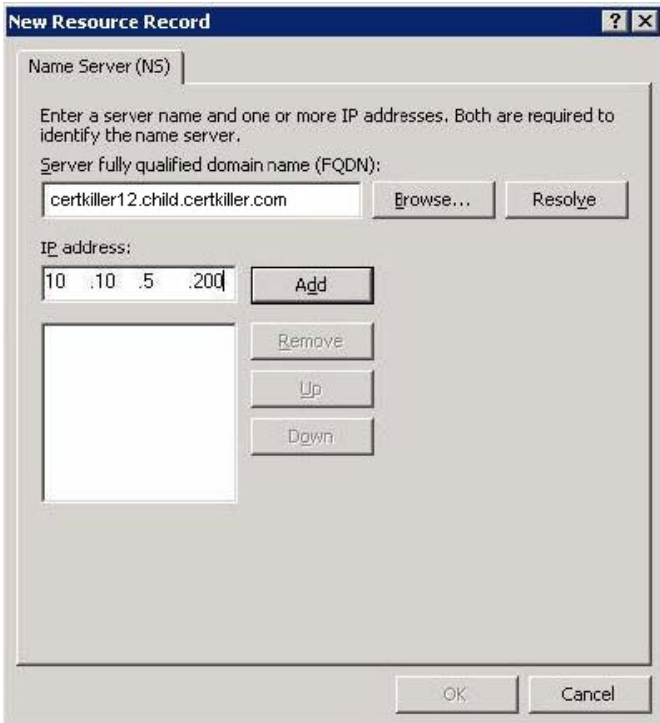 New Resource Record
Name Server (NS)
Enter a server name and one or more IP addresses. Both are required to
identify the name server.
Server fully qualified domain name (FQDN):
certkiller12.child.certkiller.com Browse... Resolve
IP address:
10 .10 .5 .200 Add
Remove
Up
Down
OK Cancel